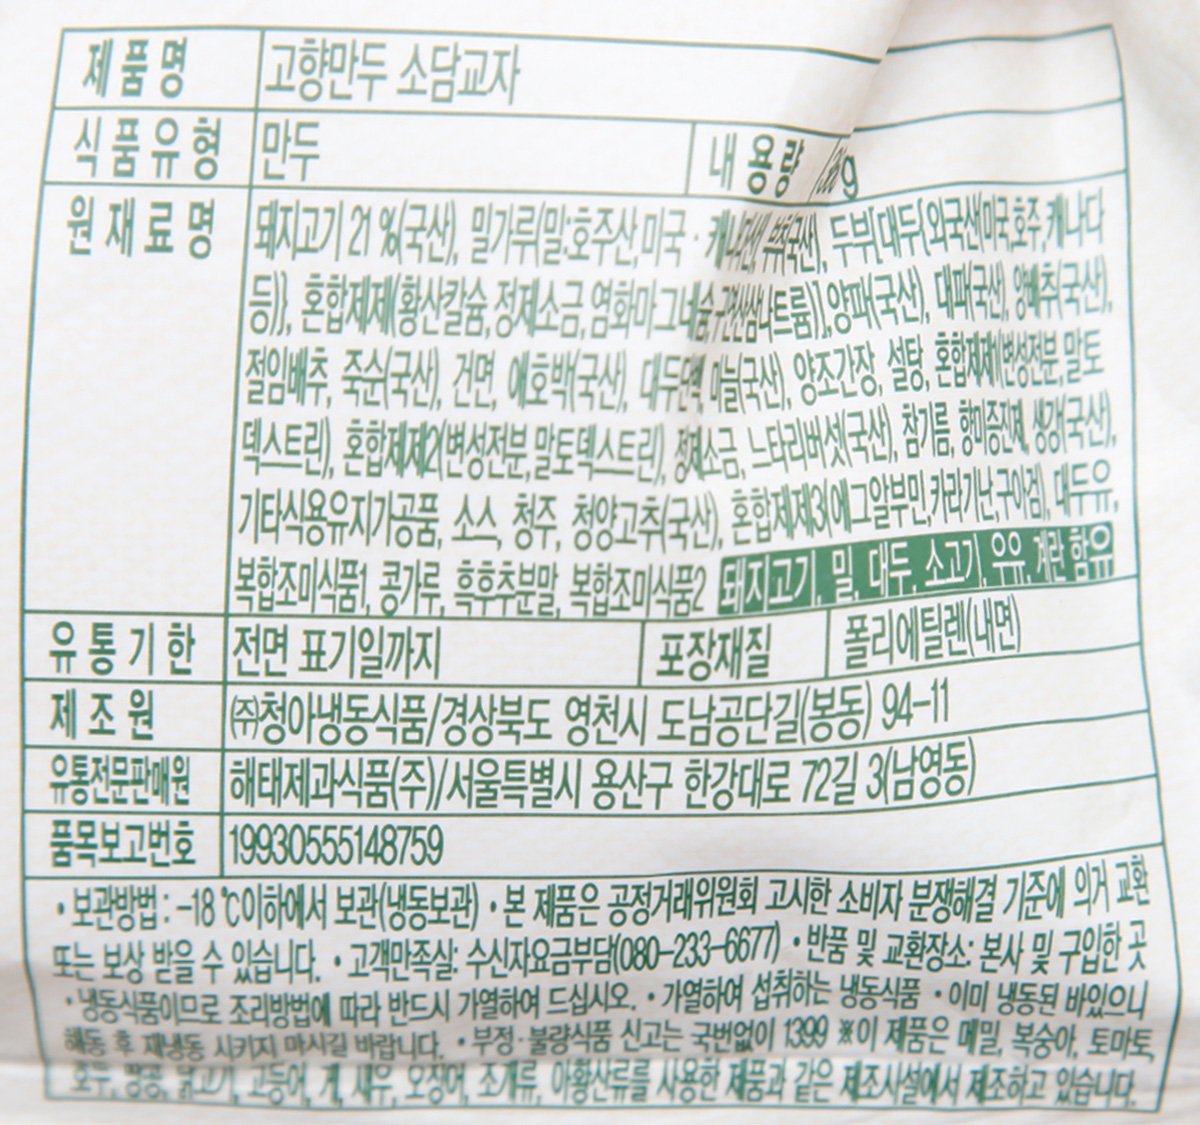 제품명 고향만두 소담교자
식품유형 만두 내용량
원재료명 돼지고기 21 %(국산), 밀가루(밀:호주산,미국 두부[대두{외국산(미국,호주,캐나다
등)}, 혼합제제(황산칼슘,정제소금,염화마그네슘, 양파(국산), 대파(국산), 양배추(국산),
절임배추, 죽순(국산), 건면, 애호박(국산), 마늘(국산), 양조간장, 설탕, 혼합제제1(변성전분,말토
덱스트린), 혼합제제2(변성전분,말토덱스트린), 정제소금, 느타리버섯(국산), 참기름, 향미증진제, 생강(국산),
기타식용유지가공품, 소스, 청주, 청양고추(국산), 혼합제제3(에그알부민,카라기난,구아검), 대두유,
복합조미식품1, 콩가루, 흑후추분말, 복합조미식품2 돼지고기, 밀, 대두, 소고기, 우유, 계란 함유
유통기한 전면 표기일까지 포장재질 폴리에틸렌(내면)
제조원 ㈜청아냉동식품/경상북도 영천시 도남공단길(봉동) 94-11
유통전문판매원 해태제과식품(주)/서울특별시 용산구 한강대로 72길 3(남영동)
품목보고번호 19930555148759
• 보관방법 : -18 ℃이하에서 보관(냉동보관) • 본 제품은 공정거래위원회 고시한 소비자 분쟁해결 기준에 의거 교환
또는 보상 받을 수 있습니다. • 고객만족실: 수신자요금부담(080-233-6677) • 반품 및 교환장소: 본사 및 구입한 곳
• 냉동식품이므로 조리방법에 따라 반드시 가열하여 드십시오. • 가열하여 섭취하는 냉동식품 • 이미 냉동된 바있으니
해동 후 재냉동 시키지 마시길 바랍니다. • 부정·불량식품 신고는 국번없이 1399 ※이 제품은 메밀, 복숭아, 토마토,
호두, 땅콩, 닭고기, 고등어, 게, 새우, 오징어, 조개류, 아황산류를 사용한 제품과 같은 제조시설에서 제조하고 있습니다.